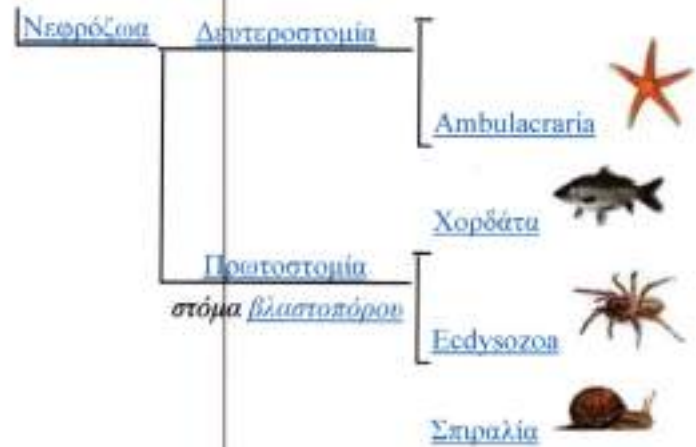 Νεφρόζωα Δευτεροστομία
Ambulacraria
Χορδάτα
Πρωτοστομία
στόμα βλαστοπόρου
Ecdysozoa
Σπιραλία